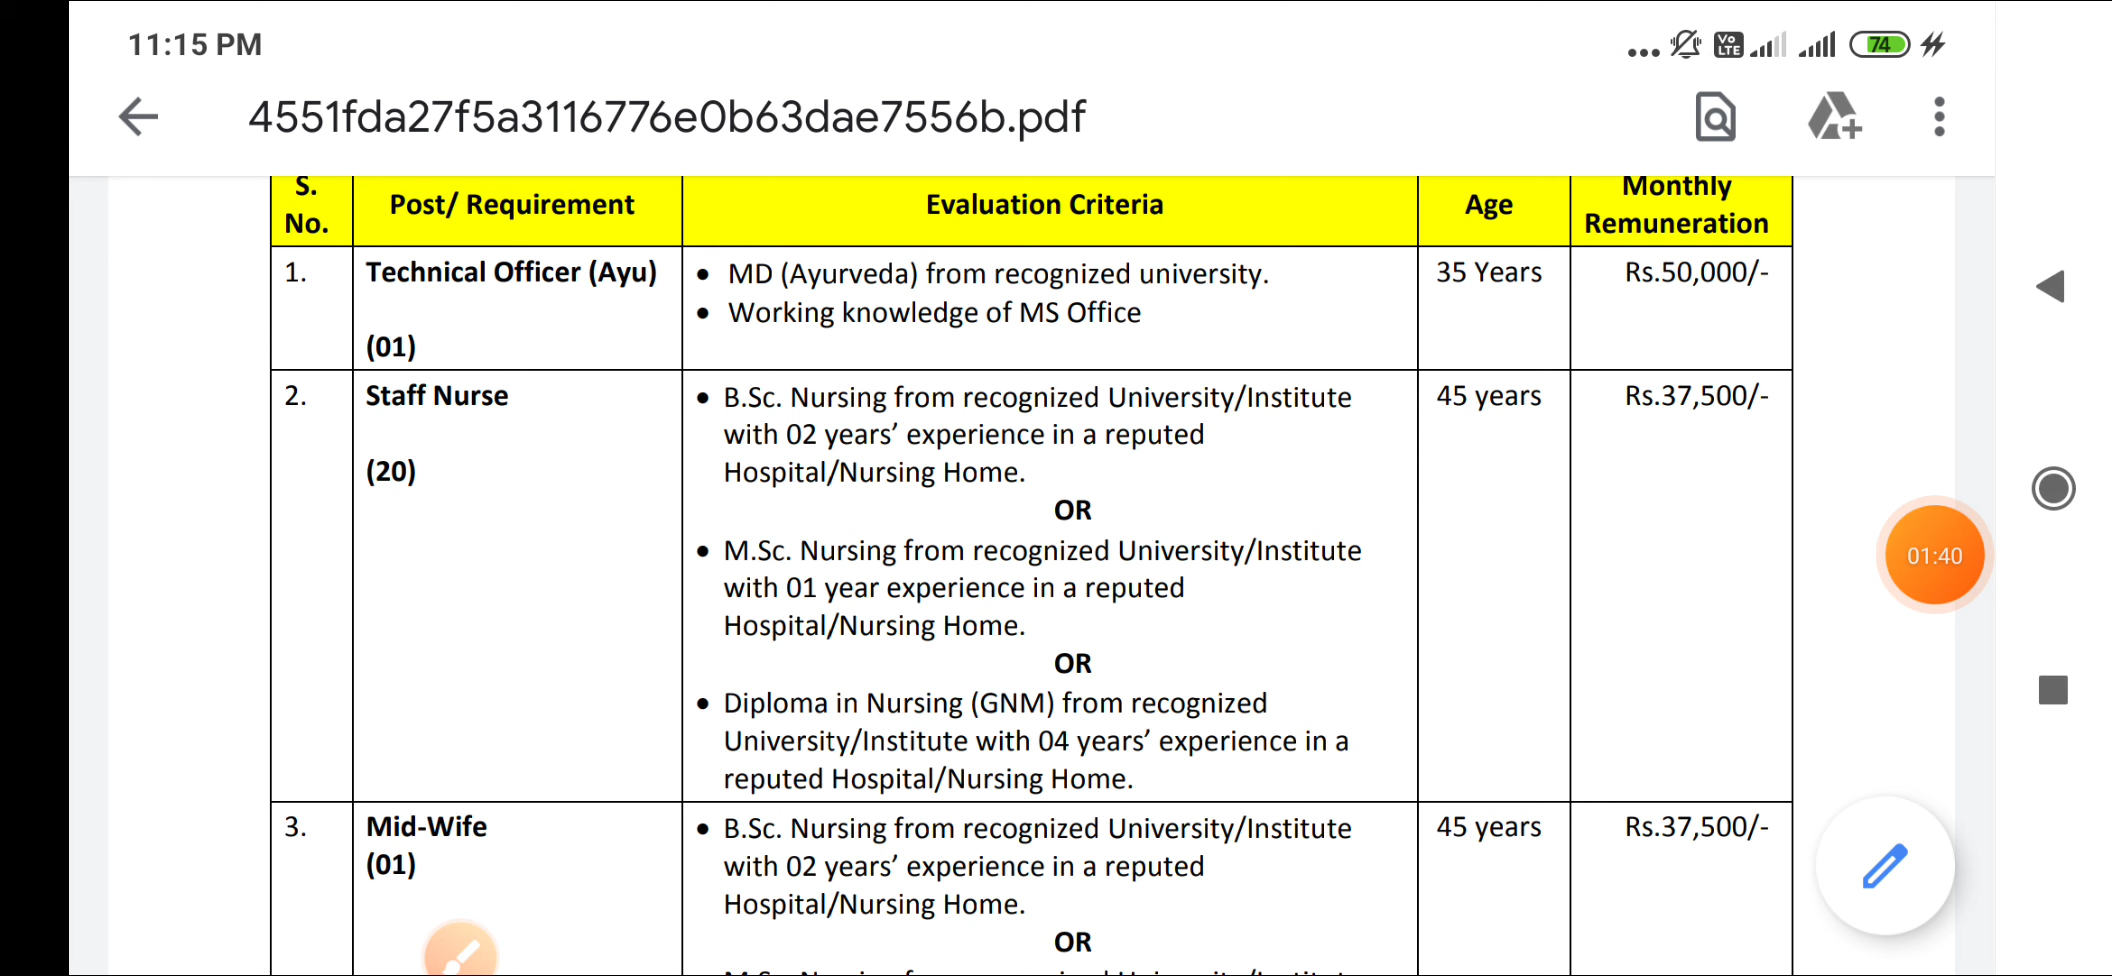 11:15 PM
Vo
LTE
74
4551fda27f5a3116776e0b63dae7556b.pdf
S.
No.
Post/ Requirement
Evaluation Criteria
Age
Monthly
Remuneration
1.
Technical Officer (Ayu)
(01)
• MD (Ayurveda) from recognized university.
• Working knowledge of MS Office
35 Years
Rs.50,000/-
2.
Staff Nurse
(20)
• B.Sc. Nursing from recognized University/Institute
with 02 years’ experience in a reputed
Hospital/Nursing Home.
OR
• M.Sc. Nursing from recognized University/Institute
with 01 year experience in a reputed
Hospital/Nursing Home.
OR
• Diploma in Nursing (GNM) from recognized
University/Institute with 04 years’ experience in a
reputed Hospital/Nursing Home.
45 years
Rs.37,500/-
01:40
3.
Mid-Wife
(01)
• B.Sc. Nursing from recognized University/Institute
with 02 years’ experience in a reputed
Hospital/Nursing Home.
OR
45 years
Rs.37,500/-